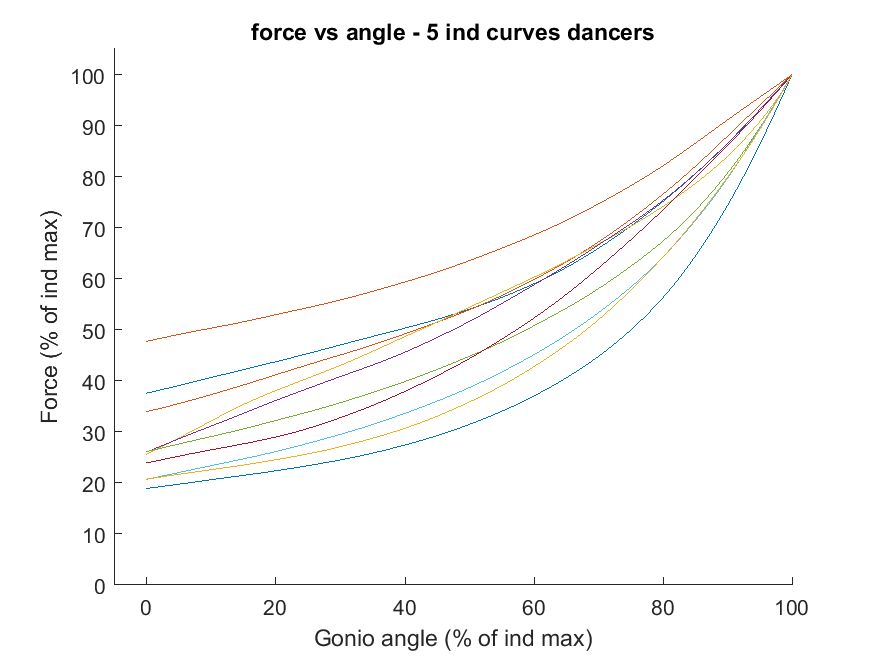 force vs angle - 5 ind curves dancers
100
90
80
70
60
50
40
30
20
10
0
Force (% of ind max)
0 20 40 60 80 100
Gonio angle (% of ind max)